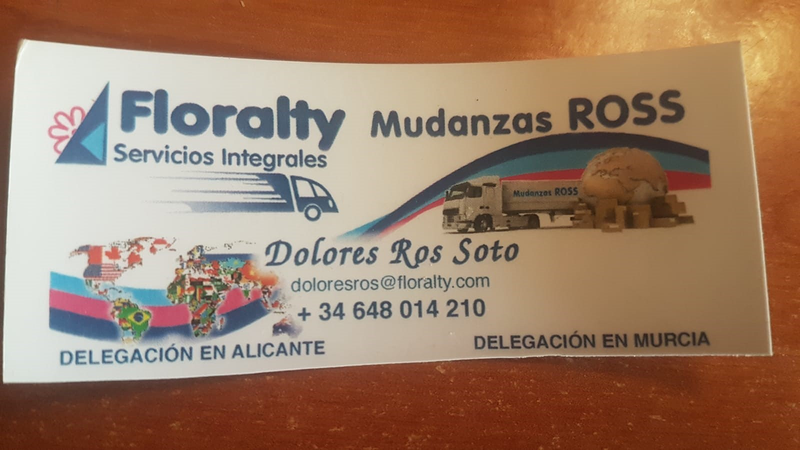 Floralty
Servicios Integrales
Mudanzas ROSS
Mudanzas ROSS
Dolores Ros Soto
doloresros@floralty.com
+ 34 648 014 210
DELEGACIÓN EN ALICANTE
DELEGACIÓN EN MURCIA